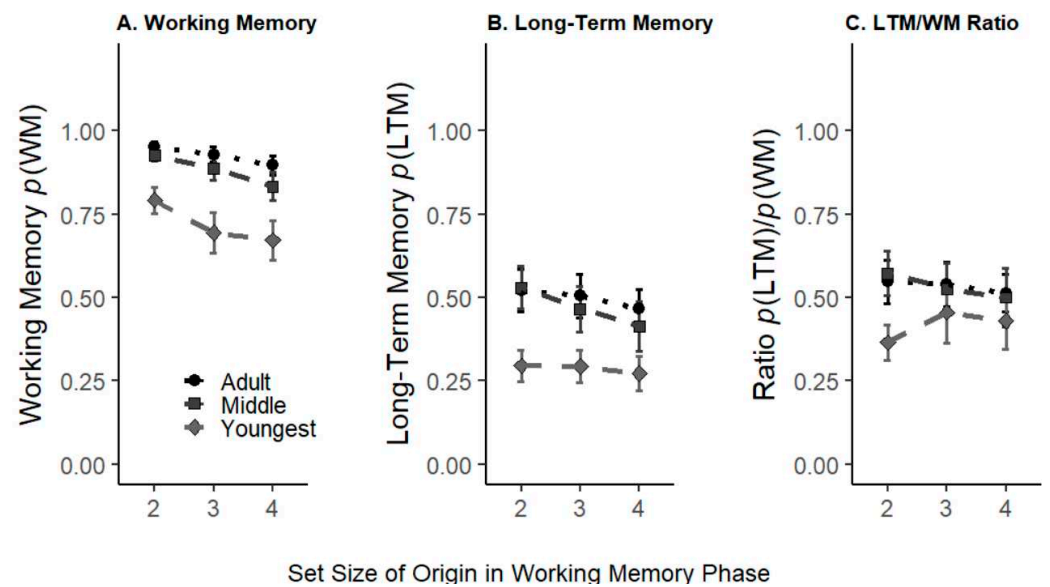 A. Working Memory
B. Long-Term Memory
C. LTM/WM Ratio
Working Memory p(WM)
1.00
0.75
0.50
0.25
0.00
Adult
Middle
Youngest
2 3 4
Long-Term Memory p(LTM)
1.00
0.75
0.50
0.25
0.00
2 3 4
Ratio p(LTM)/p(WM)
1.00
0.75
0.50
0.25
0.00
2 3 4
Set Size of Origin in Working Memory Phase